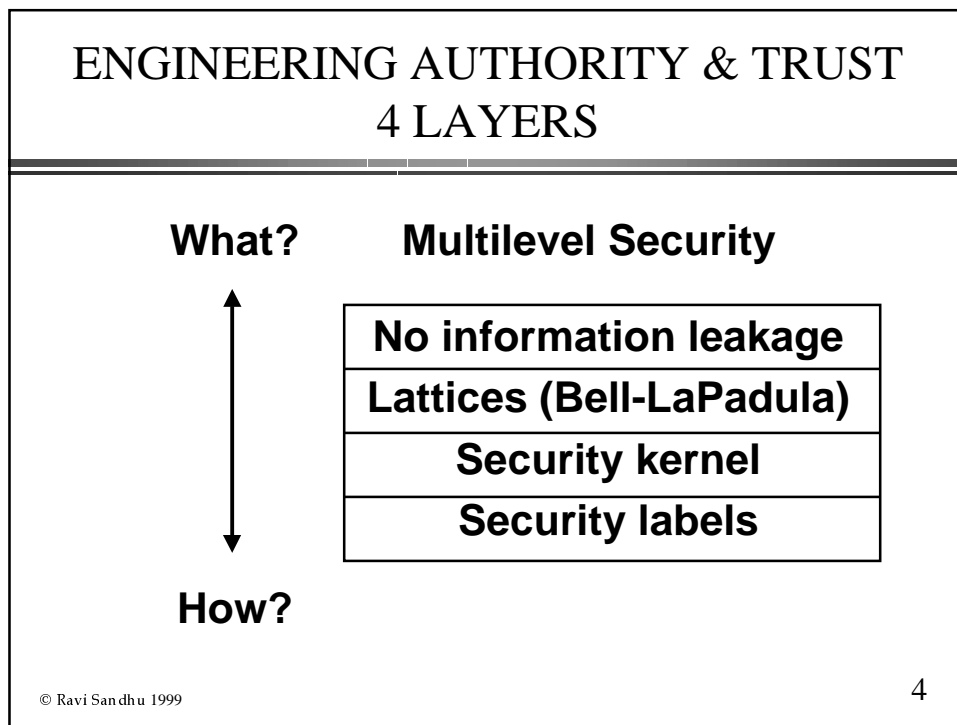 ENGINEERING AUTHORITY & TRUST
4 LAYERS
What?
Multilevel Security
No information leakage
Lattices (Bell-LaPadula)
Security kernel
Security labels
How?
© Ravi Sandhu 1999
4